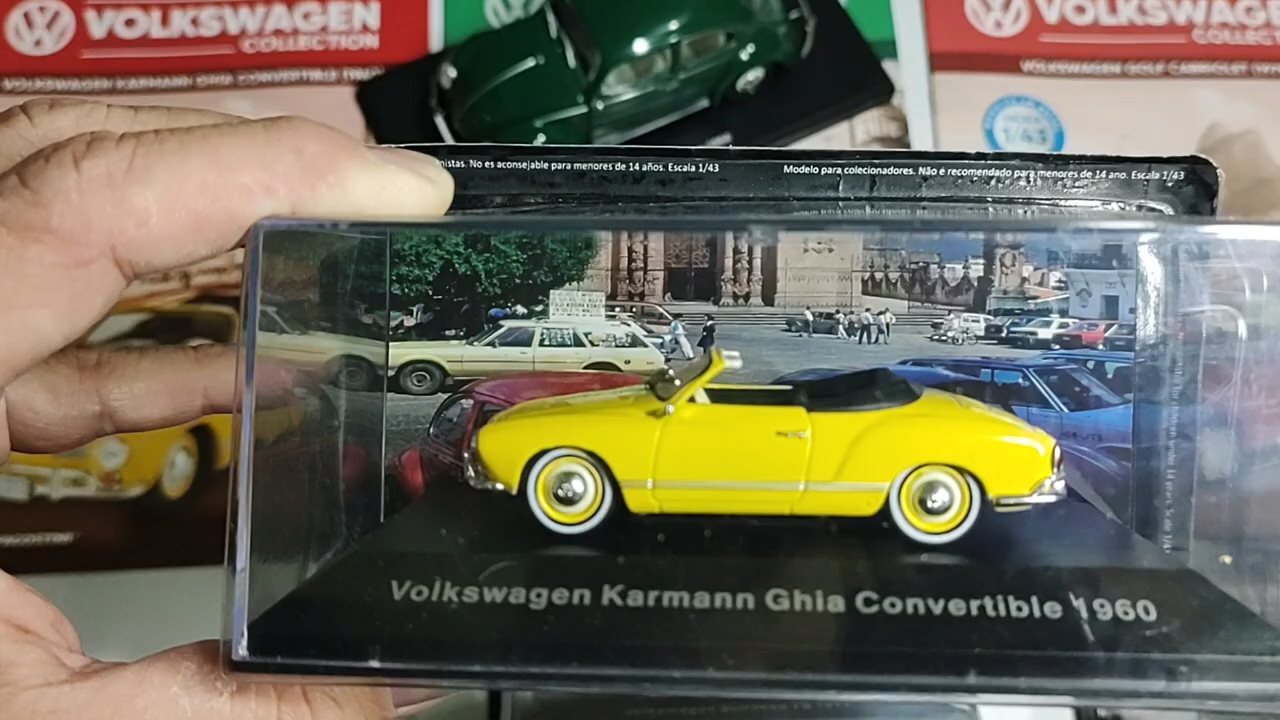 VOLKSWAGEN
COLLECTION
VOLKSWAGEN KARMANN GHIA CONVERTIBLE
VOLKSWAGE
COLLECT
VOLKSWAGEN GOLF CABRIOLET
1/43
nistas. No es aconsejable para menores de 14 años. Escala 1/43
Modelo para colecionadores. Não é recomendado para menores de 14 ano. Escala 1/43
Volkswagen Karmann Ghia Convertible 1960